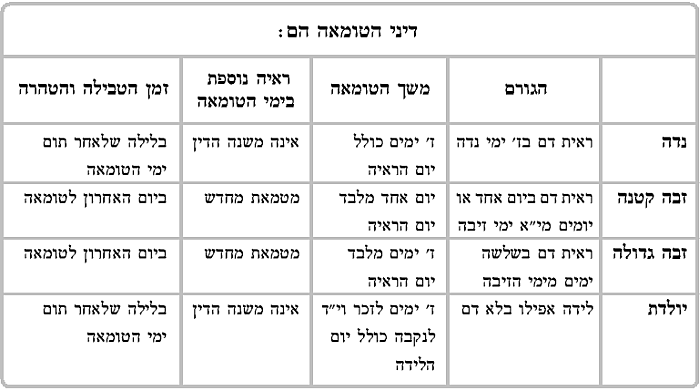 דיני הטומאה הם:
הגורם
משך הטומאה
ראיה נוספת
בימי הטומאה
זמן הטבילה והטהרה
נדה
ראית דם בז׳ ימי נדה
ז׳ ימים כולל
יום הראיה
אינה משנה הדין
בלילה שלאחר תום
ימי הטומאה
זבה קטנה
ראית דם ביום אחד או
יומים מי״א ימי זיבה
יום אחד מלבד
יום הראיה
מטמאת מחדש
ביום האחרון לטומאה
זבה גדולה
ראית דם בשלשה
ימים מימי הזיבה
ז׳ ימים מלבד
יום הראיה
מטמאת מחדש
ביום האחרון לטומאה
יולדת
לידה אפילו בלא דם
ז׳ ימים לזכר וי״ד
לנקבה כולל יום
הלידה
אינה משנה הדין
בלילה שלאחר תום
ימי הטומאה